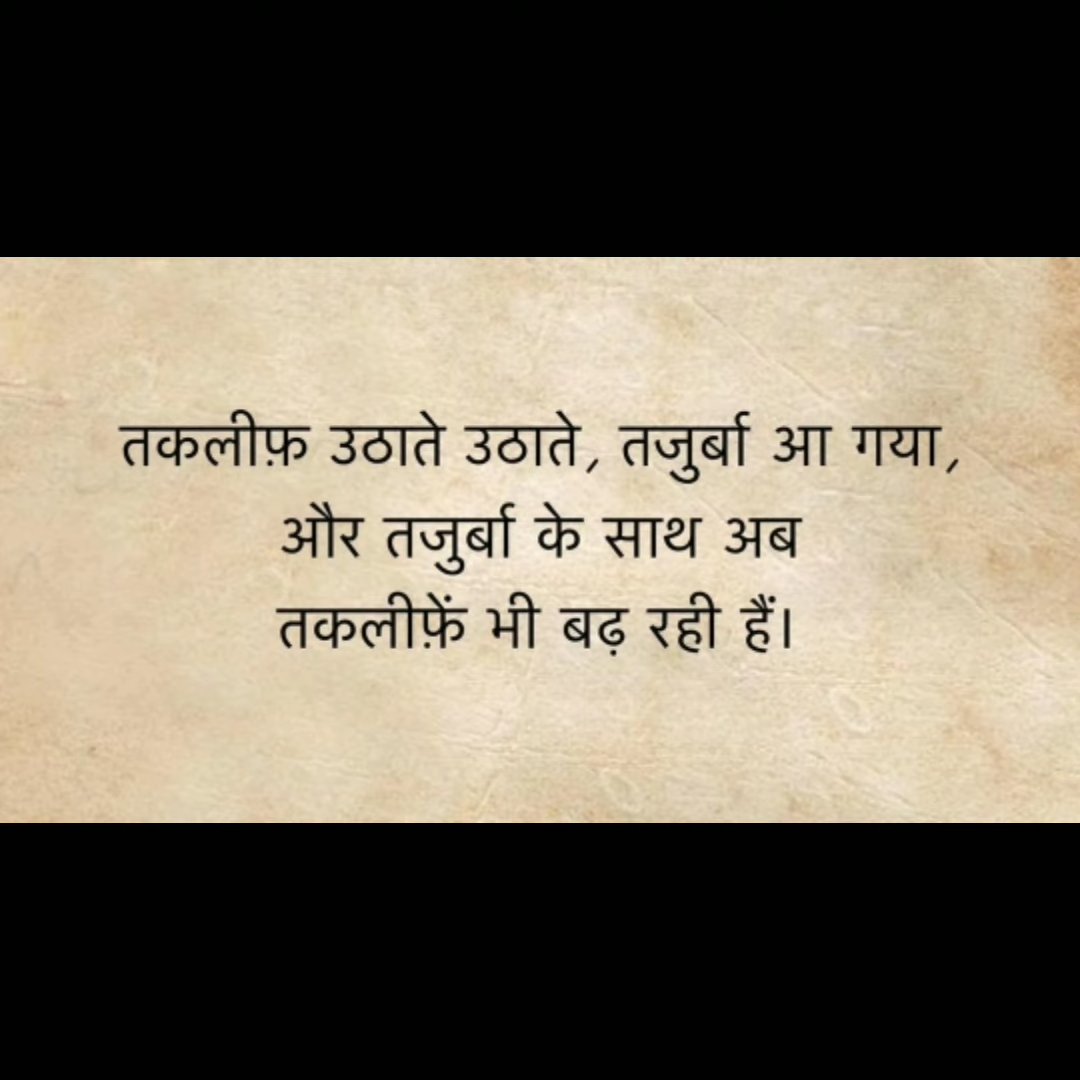 तकलीफ़ उठाते उठाते, तजुर्बा आ गया,
और तजुर्बा के साथ अब
तकलीफ़ें भी बढ़ रही हैं।